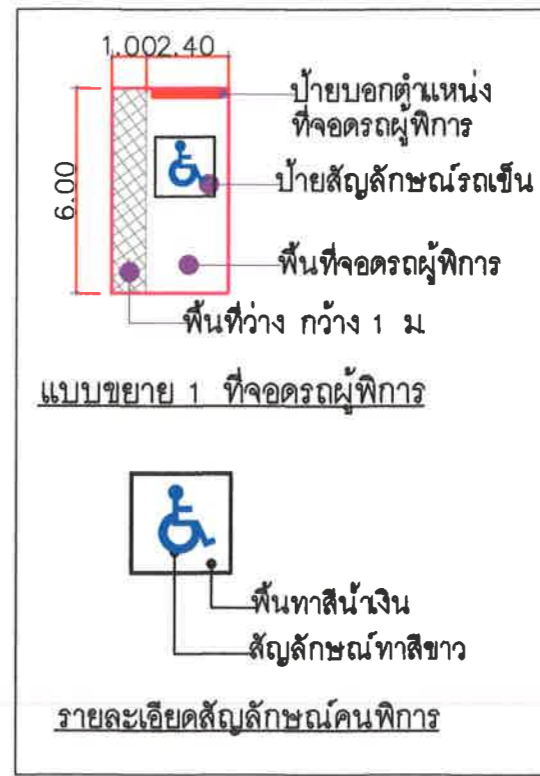 1.002.40
ป้ายบอกตำแหน่ง
ที่จอดรถผู้พิการ
6.00
ป้ายสัญลักษณ์รถเข็น
พื้นที่จอดรถผู้พิการ
พื้นที่ว่าง กว้าง 1 ม.
แบบขยาย 1 ที่จอดรถผู้พิการ
พื้นทาสีน้ำเงิน
สัญลักษณ์ทาสีขาว
รายละเอียดสัญลักษณ์คนพิการ